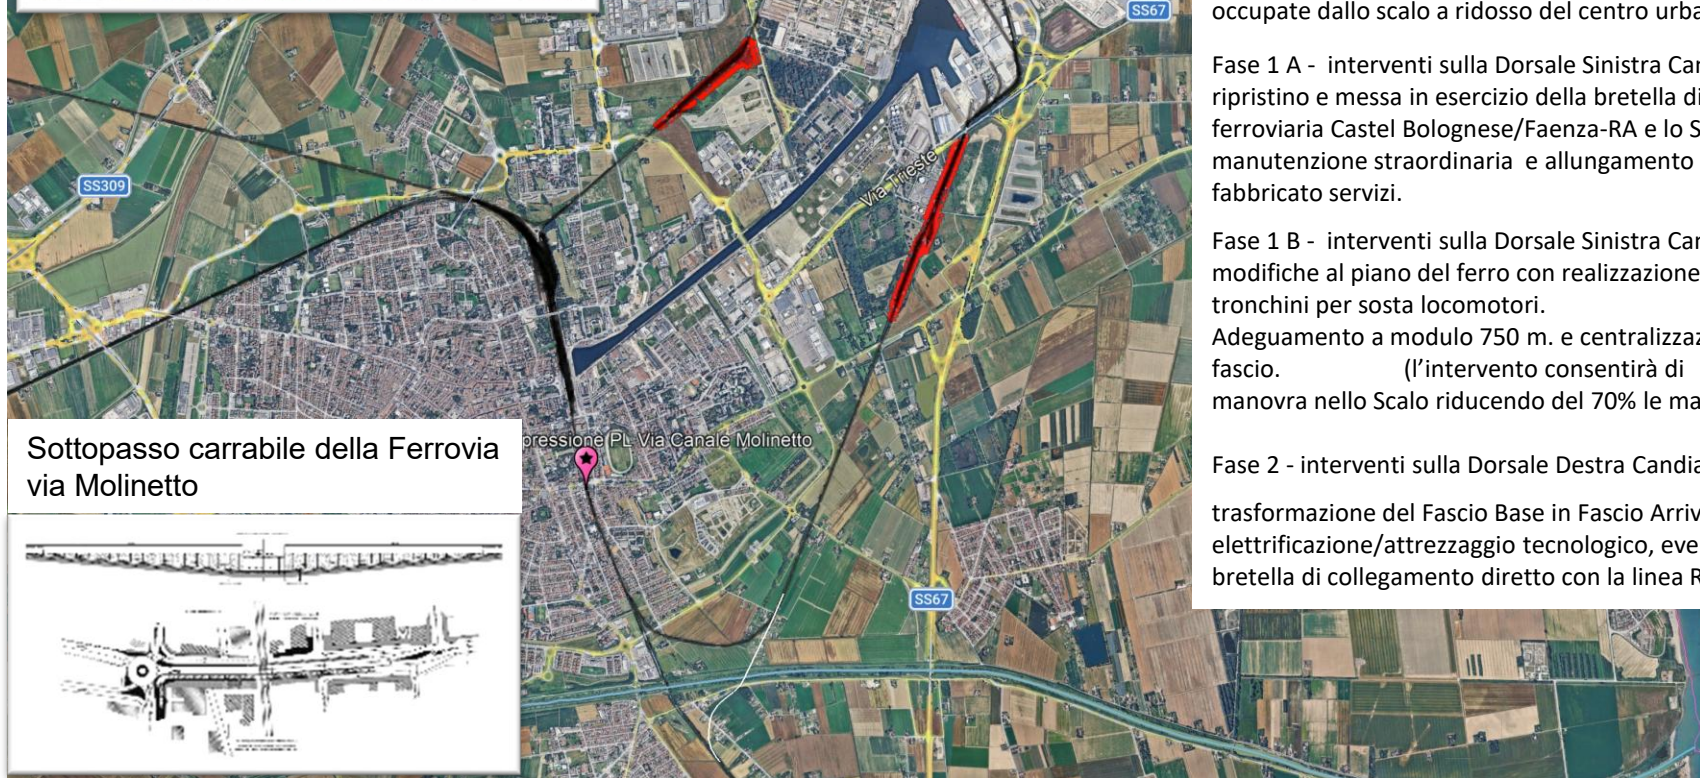 SS67
SS309
Via Trieste
pressione PL Via Canale Molinetto
SS67
Sottopasso carrabile della Ferrovia
via Molinetto
occupate dallo scalo a ridosso del centro urba
Fase 1 A - interventi sulla Dorsale Sinistra Can
ripristino e messa in esercizio della bretella di
ferroviaria Castel Bolognese/Faenza-RA e lo S
manutenzione straordinaria e allungamento
fabbricato servizi.
Fase 1 B - interventi sulla Dorsale Sinistra Can
modifiche al piano del ferro con realizzazione
tronchini per sosta locomotori.
Adeguamento a modulo 750 m. e centralizzaz
fascio. (l'intervento consentirà di
manovra nello Scalo riducendo del 70% le ma
Fase 2 - interventi sulla Dorsale Destra Candia
trasformazione del Fascio Base in Fascio Arriv
elettrificazione/attrezzaggio tecnologico, eve
bretella di collegamento diretto con la linea R